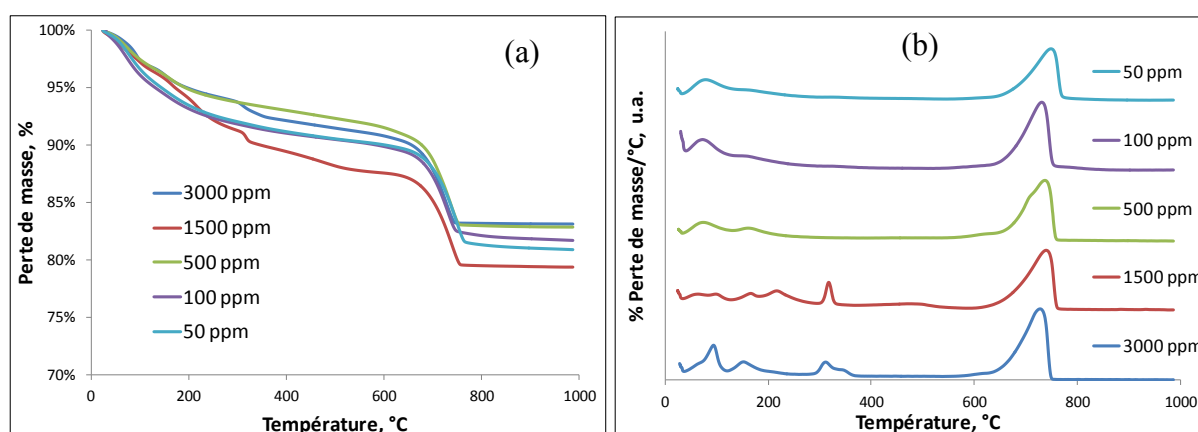 (a)
Perte de masse, %
100%
95%
90%
85%
80%
75%
70%
3000 ppm
1500 ppm
500 ppm
100 ppm
50 ppm
0 200 400 600 800 1000
Température, °C
(b)
% Perte de masse/°C, u.a.
50 ppm
100 ppm
500 ppm
1500 ppm
3000 ppm
0 200 400 600 800 1000
Température, °C